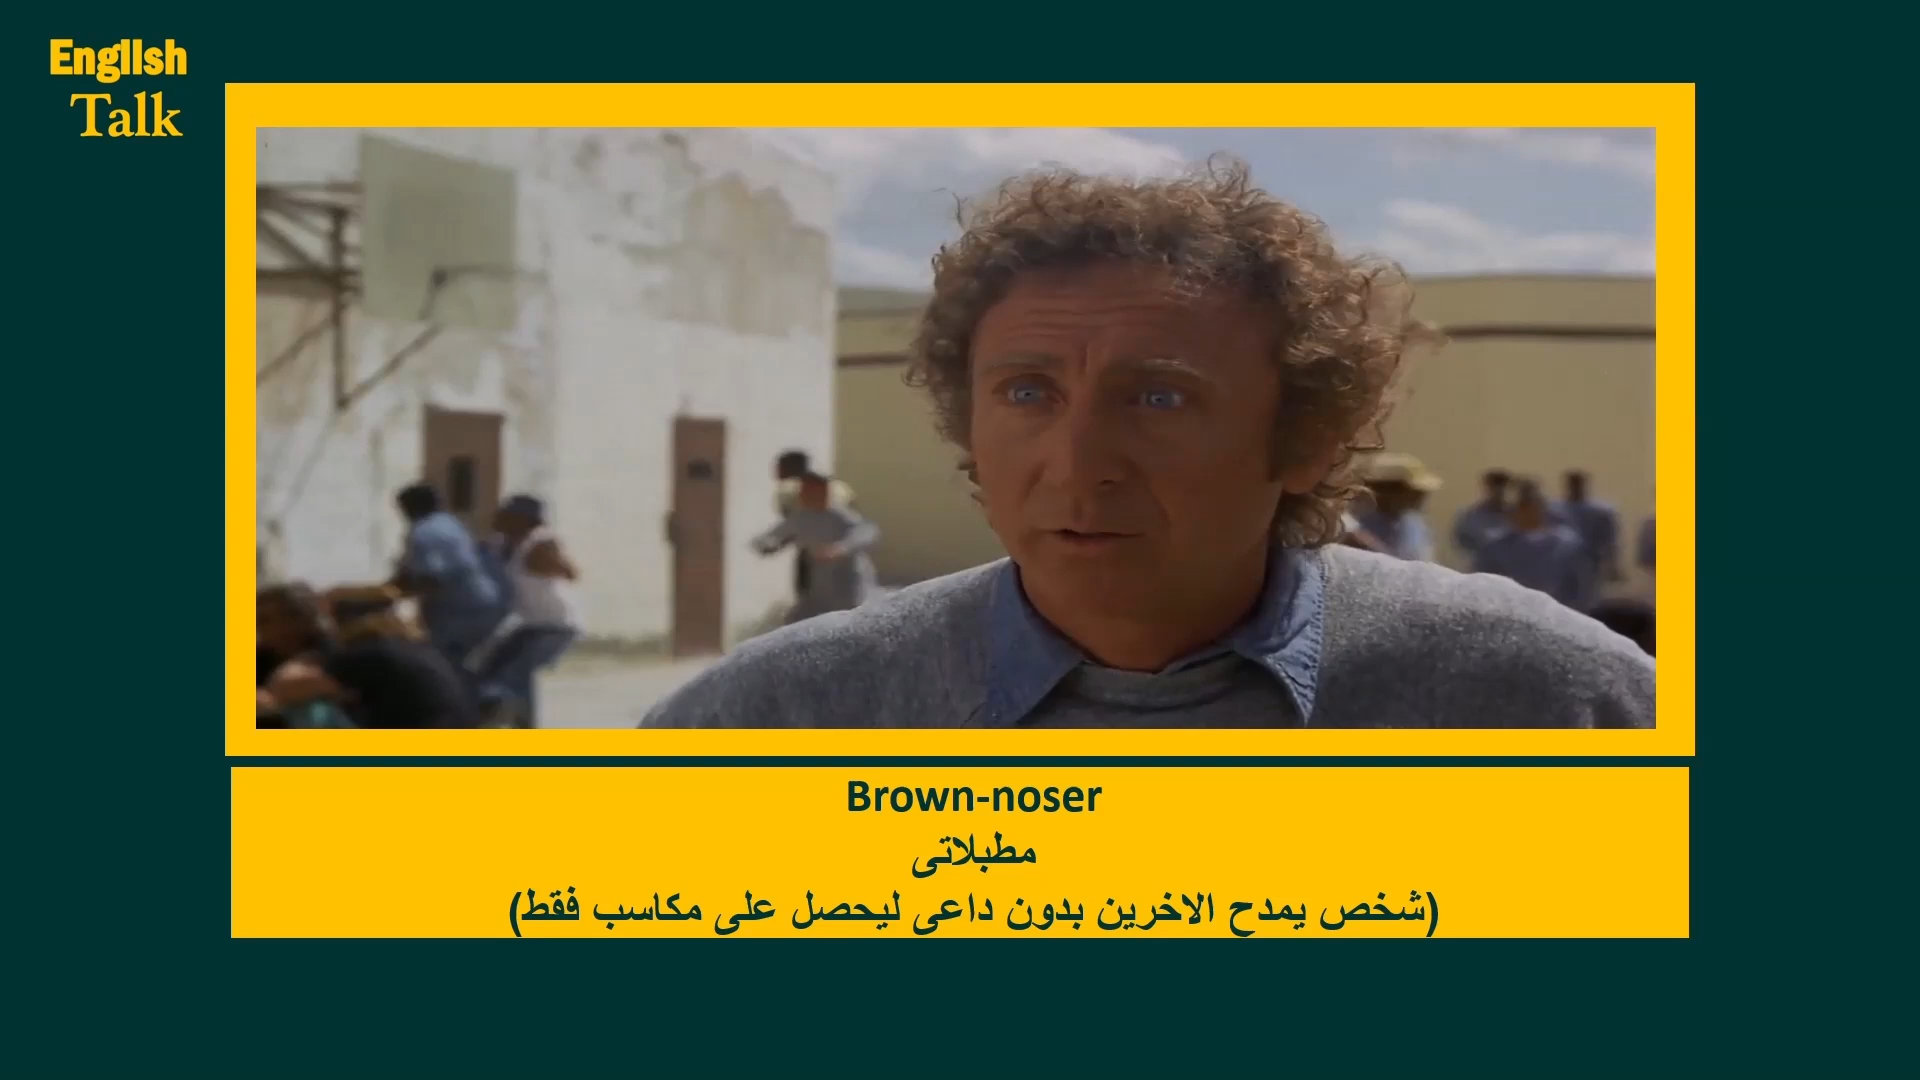 English
Talk
Brown-noser
مطبلاتى
(شخص يمدح الاخرين بدون داعى ليحصل على مكاسب فقط)